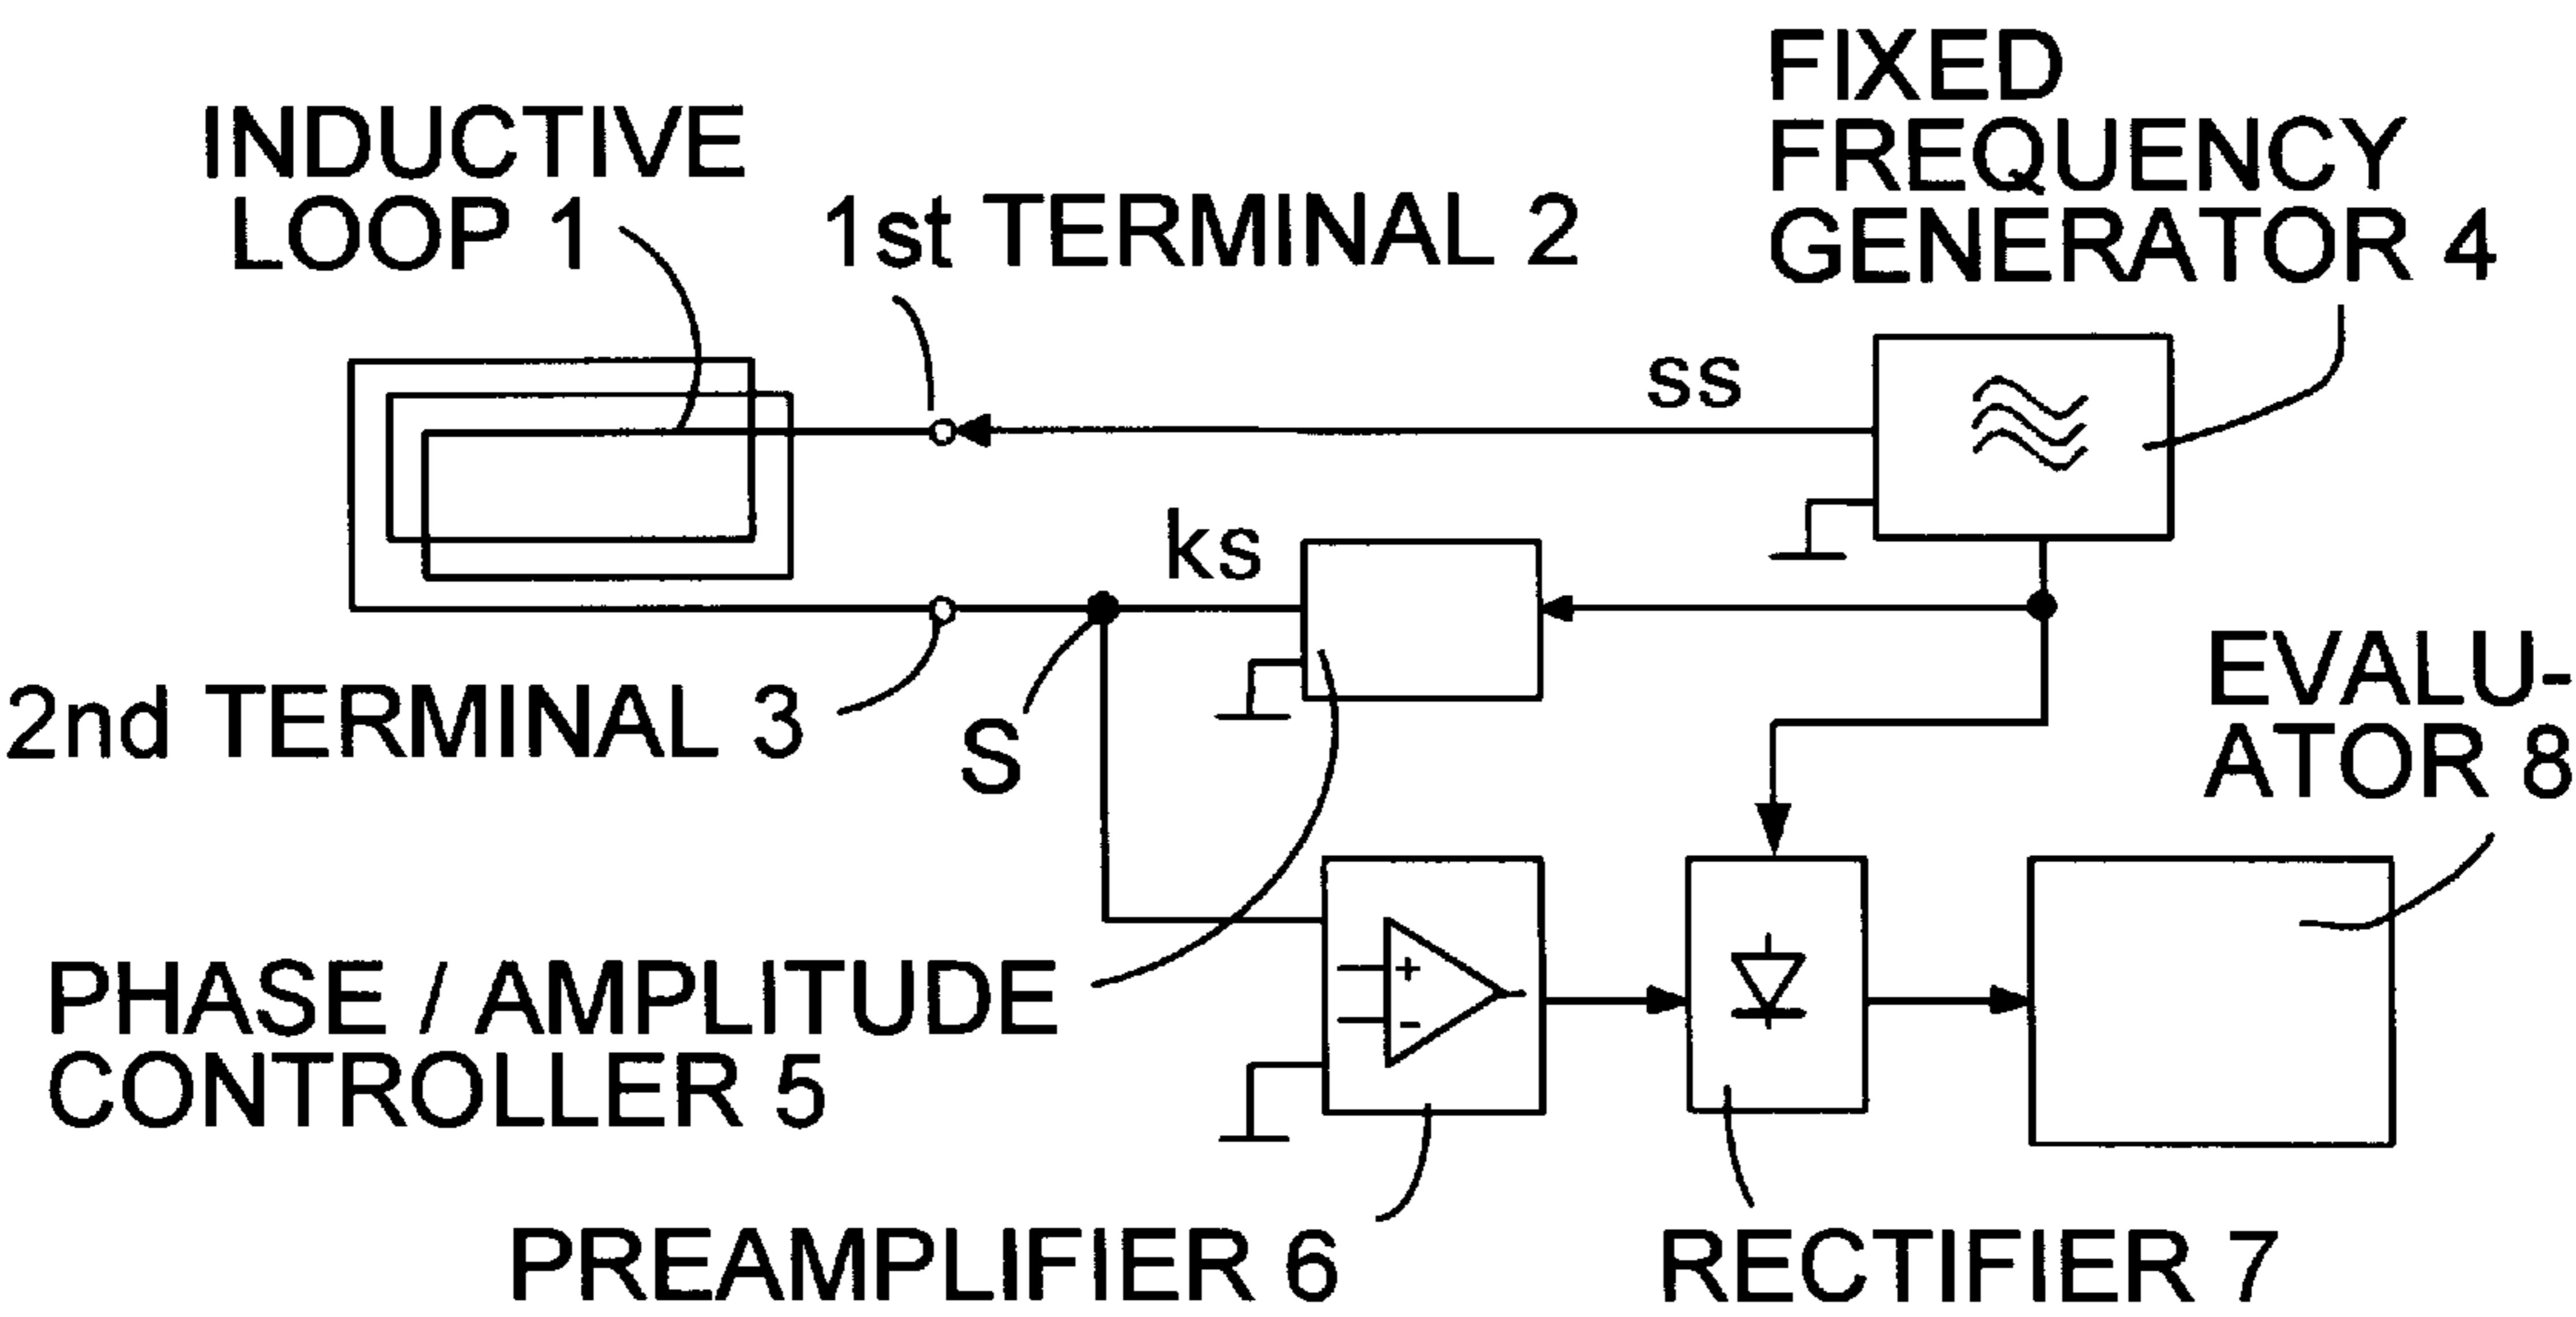 FIXED
FREQUENCY
GENERATOR 4
INDUCTIVE
LOOP 1
1st TERMINAL 2
ss
ks
2nd TERMINAL 3
S
EVALU-
ATOR 8
+
-
PHASE / AMPLITUDE
CONTROLLER 5
PREAMPLIFIER 6
RECTIFIER 7